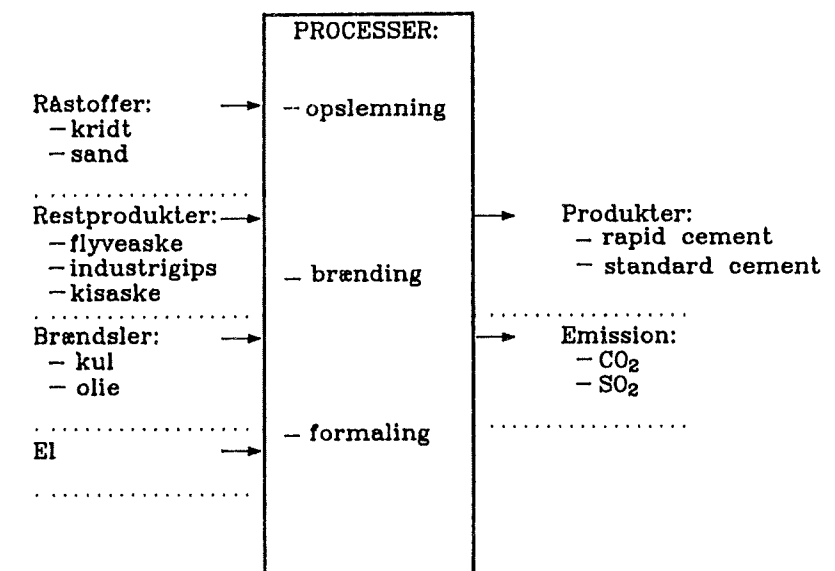 PROCESSER:
Råstoffer:
– kridt
– sand
– opslemning
Restprodukter:
– flyveaske
– industrigips
– kisaske
– brænding
Brændsler:
– kul
– olie
– formaling
El
Produkter:
– rapid cement
– standard cement
Emission:
– CO₂
– SO₂